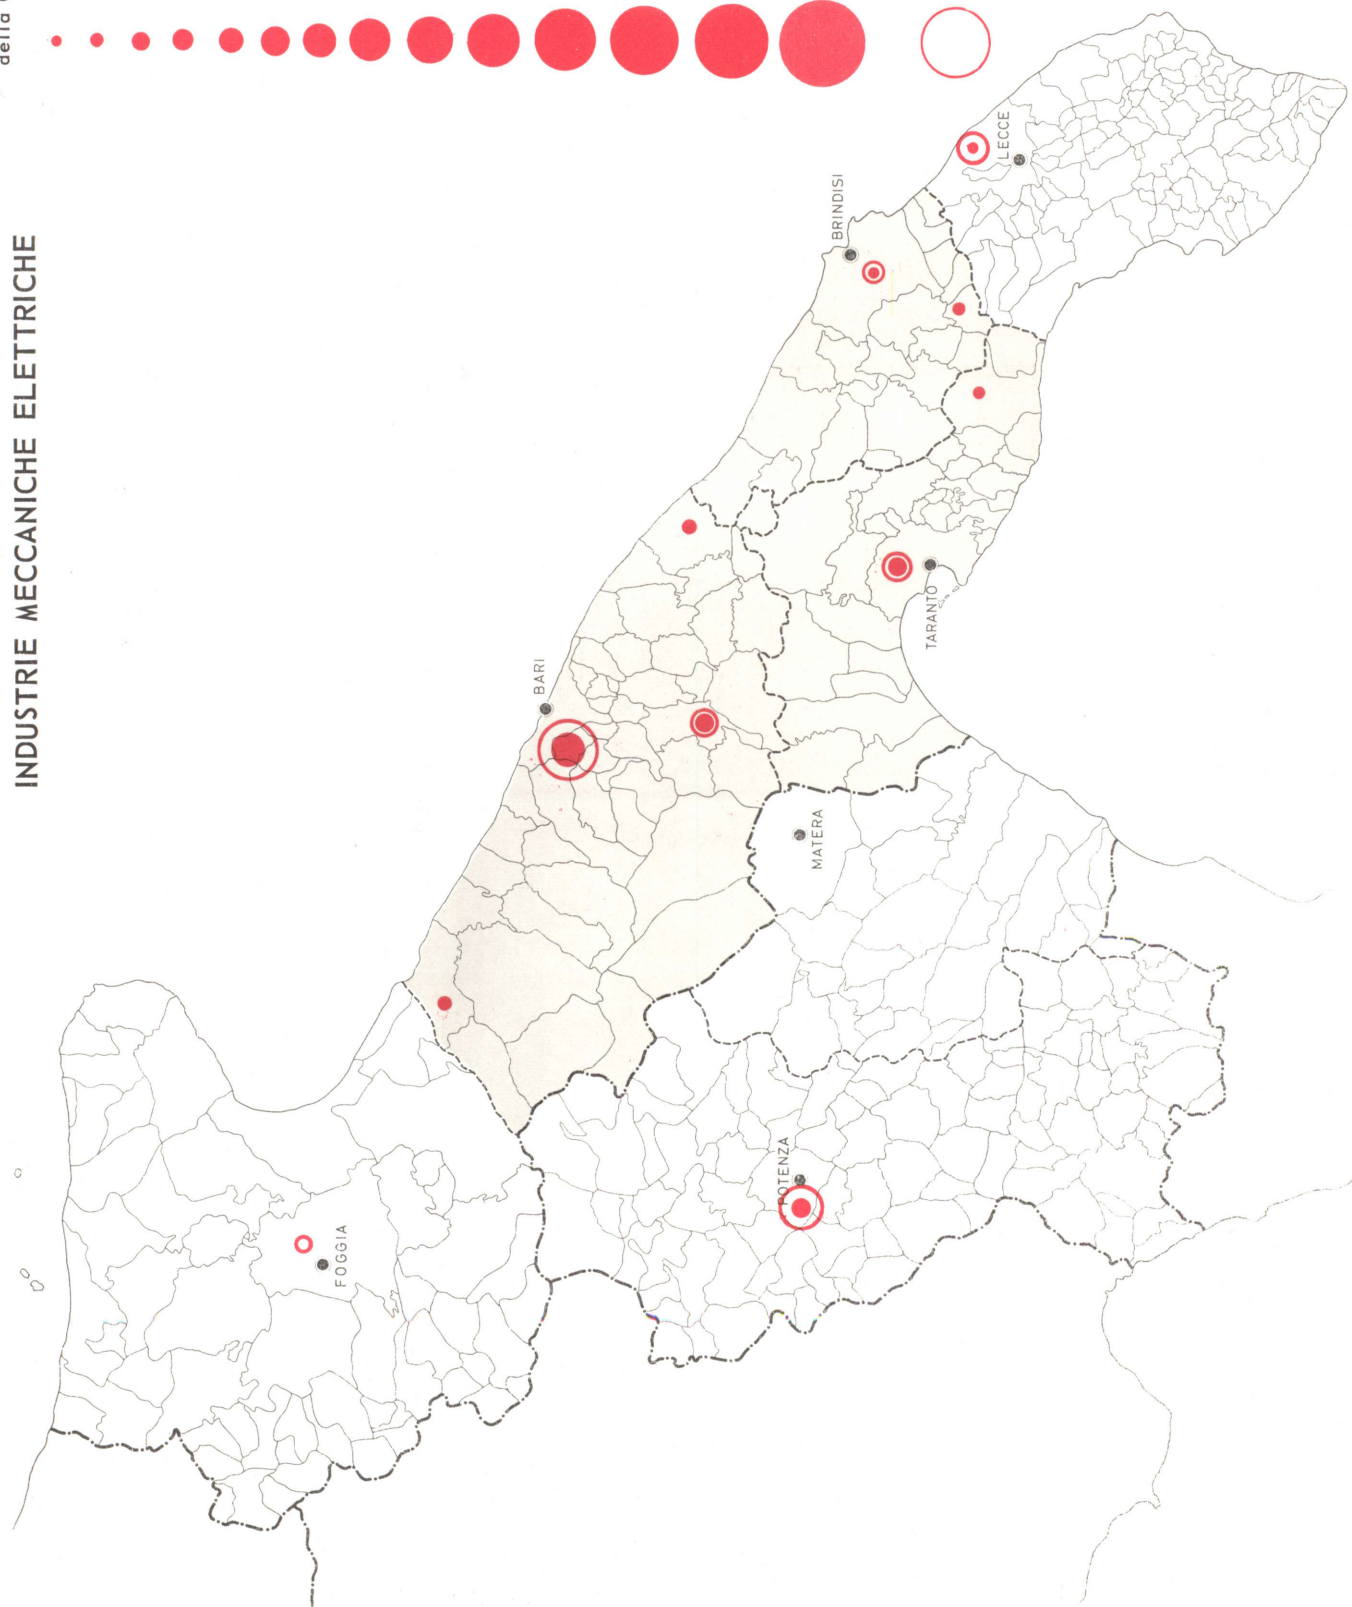 della
INDUSTRIE MECCANICHE ELETTRICHE
LECCE
BRINDISI
BARI
TARANTO
MATERA
POTENZA
FOGGIA